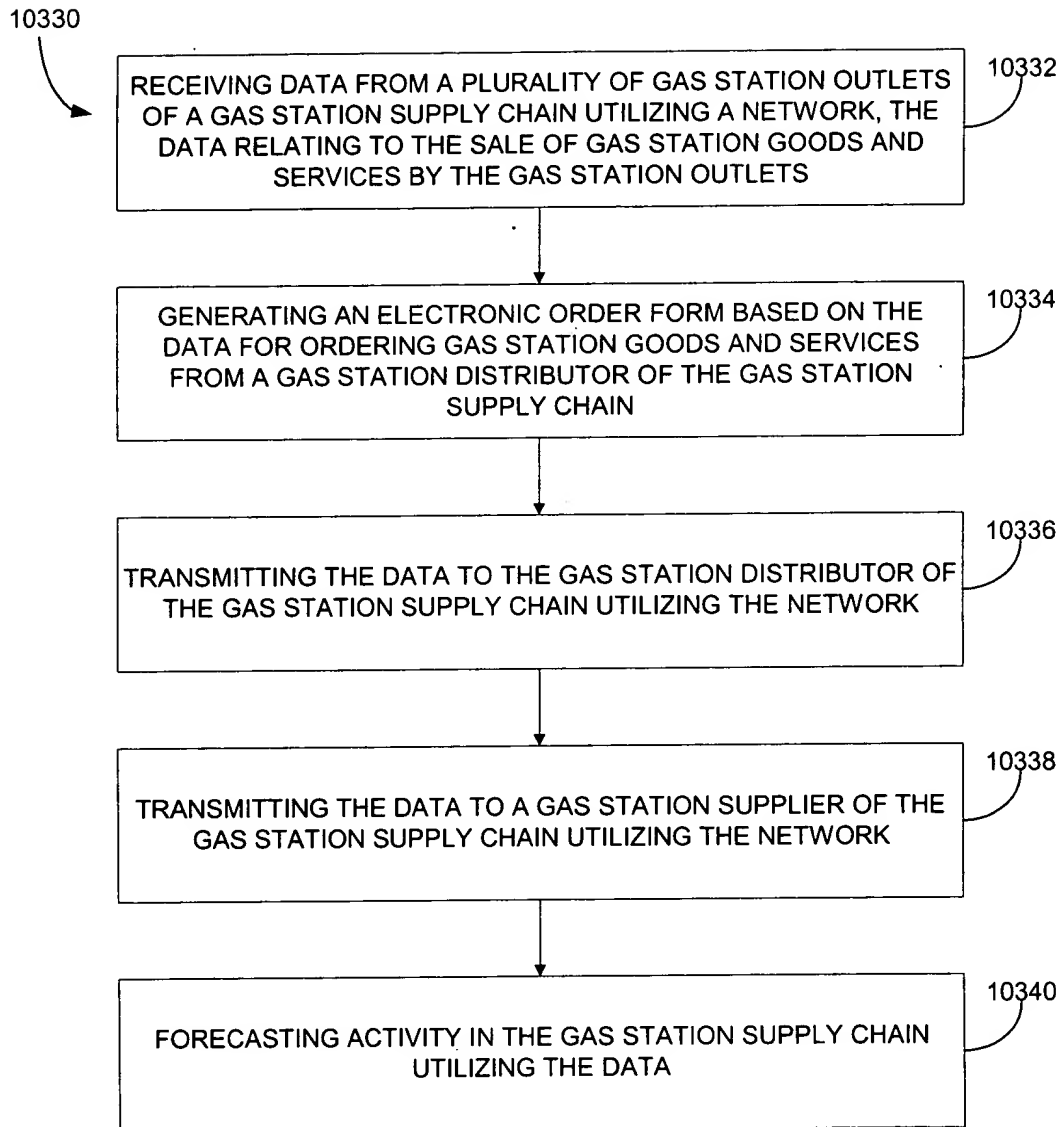 10330
10332
RECEIVING DATA FROM A PLURALITY OF GAS STATION OUTLETS
OF A GAS STATION SUPPLY CHAIN UTILIZING A NETWORK, THE
DATA RELATING TO THE SALE OF GAS STATION GOODS AND
SERVICES BY THE GAS STATION OUTLETS
10334
GENERATING AN ELECTRONIC ORDER FORM BASED ON THE
DATA FOR ORDERING GAS STATION GOODS AND SERVICES
FROM A GAS STATION DISTRIBUTOR OF THE GAS STATION
SUPPLY CHAIN
10336
TRANSMITTING THE DATA TO THE GAS STATION DISTRIBUTOR OF
THE GAS STATION SUPPLY CHAIN UTILIZING THE NETWORK
10338
TRANSMITTING THE DATA TO A GAS STATION SUPPLIER OF THE
GAS STATION SUPPLY CHAIN UTILIZING THE NETWORK
10340
FORECASTING ACTIVITY IN THE GAS STATION SUPPLY CHAIN
UTILIZING THE DATA